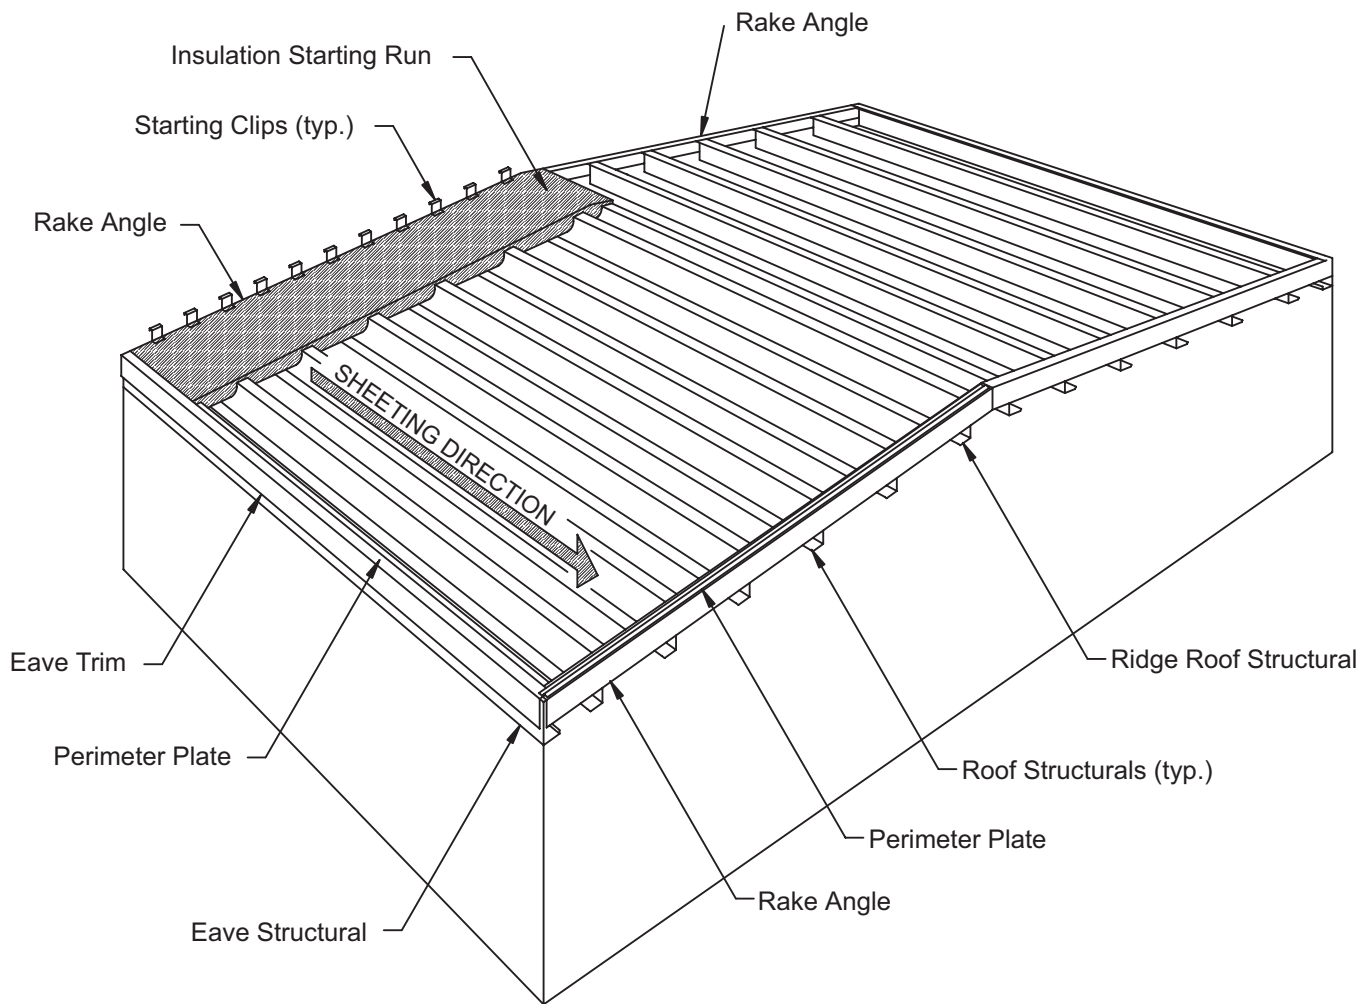 Rake Angle
Insulation Starting Run
Starting Clips (typ.)
Rake Angle
SHEETING DIRECTION
Eave Trim
Ridge Roof Structural
Perimeter Plate
Roof Structurals (typ.)
Perimeter Plate
Rake Angle
Eave Structural